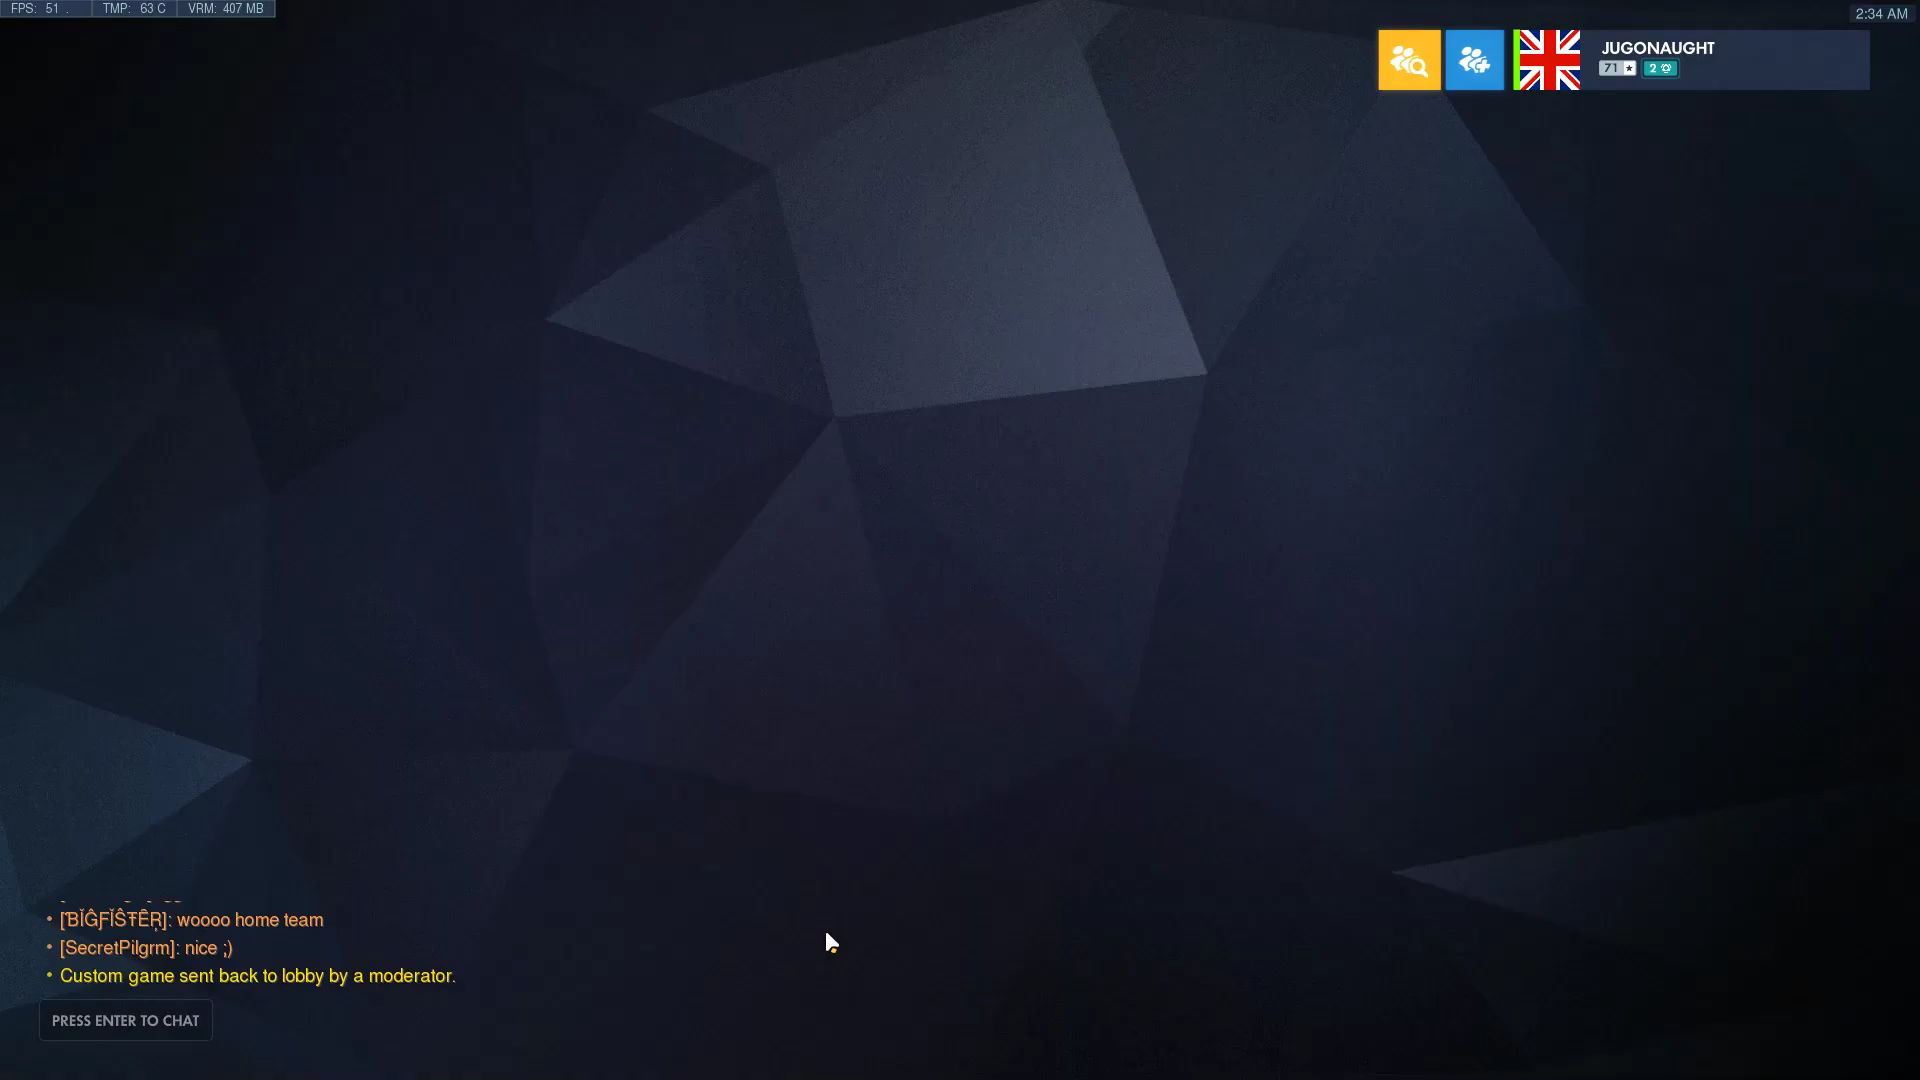 FPS: 51 . TMP: 63 C VRM: 407 MB
2:34 AM
JUGONAUGHT
71 2
[ƁĬĜƑĬŜŦÊŖ]: woooo home team
[SecretPilgrm]: nice ;)
Custom game sent back to lobby by a moderator.
PRESS ENTER TO CHAT